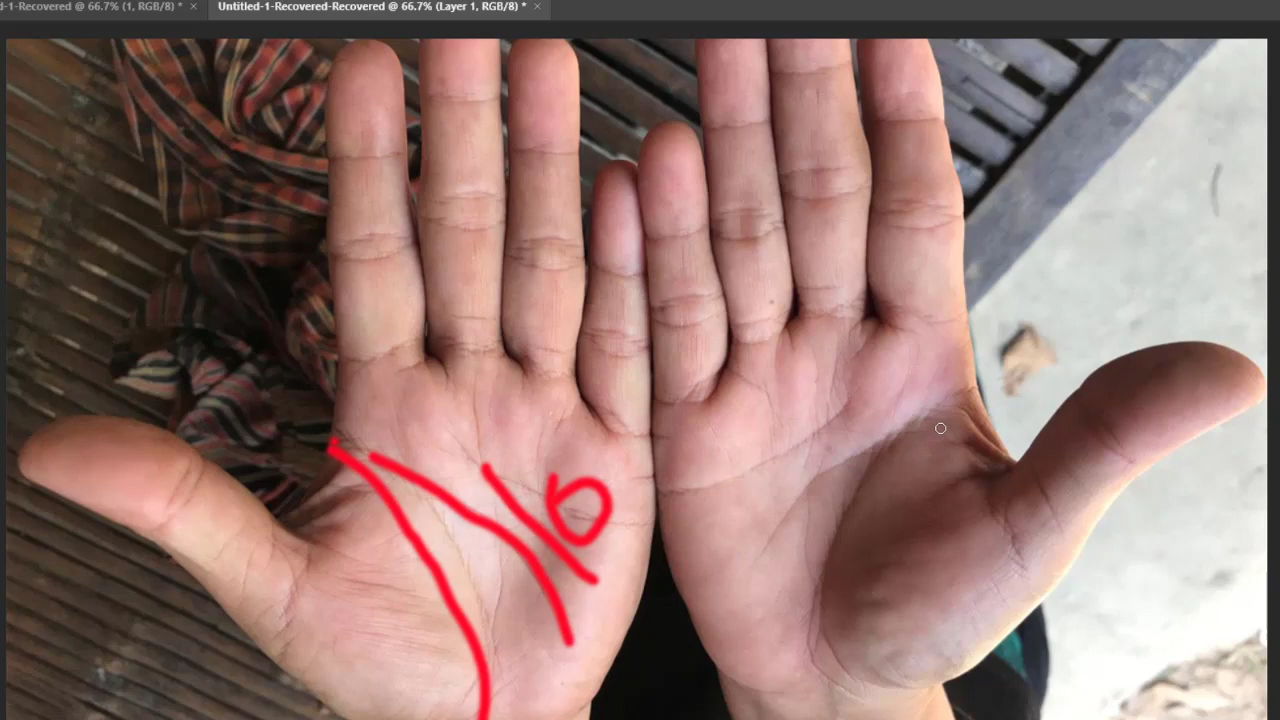 d-1-Recovered @ 66.7% (1, RGB/8) * × Untitled-1-Recovered-Recovered @ 66.7% (Layer 1, RGB/8) * ×